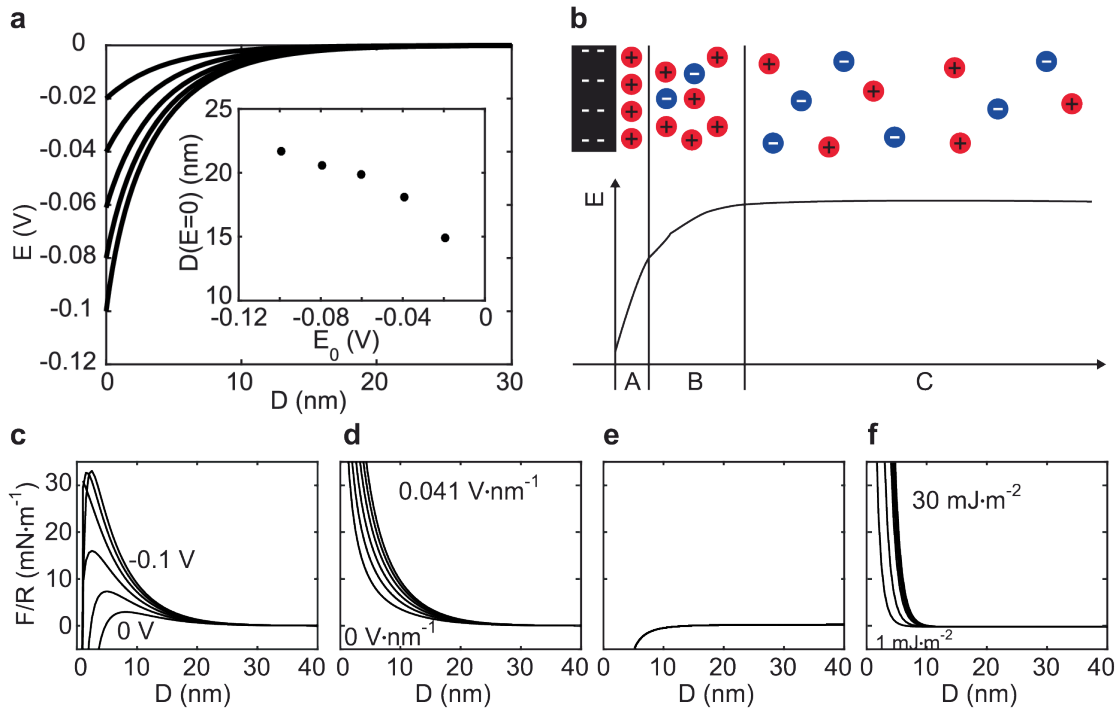 a
0
-0.02
-0.04
-0.06
-0.08
-0.1
-0.12
E (V)
0 10 20 30
D (nm)
25
20
15
10
D(E=0) (nm)
-0.12 -0.08 -0.04 0
E0 (V)
b
- - + + - + - +
- - + - + - + - +
- - + + + - + - +
- - +
E
A B C
c
30
20
10
0
F/R (mN·m-1)
-0.1 V
0 V
0 10 20 30 40
D (nm)
d
0.041 V·nm-1
0 V·nm-1
0 10 20 30 40
D (nm)
e
0 10 20 30 40
D (nm)
f
30 mJ·m-2
1 mJ·m-2
0 10 20 30 40
D (nm)